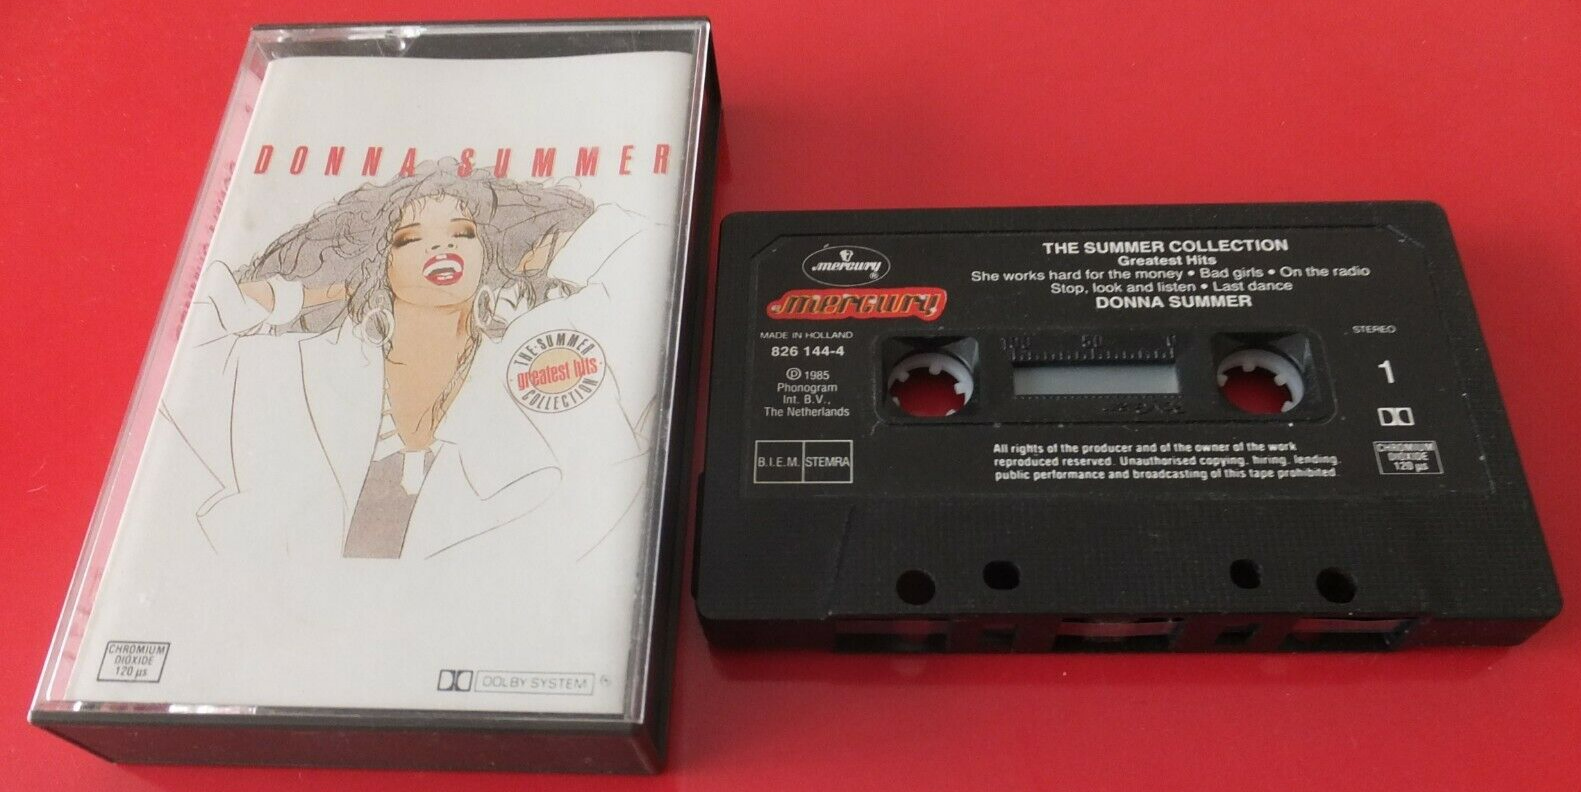 DONNA SUMMER
THE·SUMMER
greatest hits
COLLECTION
CHROMIUM
DIOXIDE
120 µs
DOLBY SYSTEM
mercury ®
mercury
THE SUMMER COLLECTION
Greatest Hits
She works hard for the money • Bad girls • On the radio
Stop, look and listen • Last dance
DONNA SUMMER
MADE IN HOLLAND
826 144-4
℗ 1985
Phonogram
Int. B.V.,
The Netherlands
B.I.E.M. STEMRA
100 50 0
STEREO
1
All rights of the producer and of the owner of the work
reproduced reserved. Unauthorised copying, hiring, lending,
public performance and broadcasting of this tape prohibited.
CHROMIUM
DIOXIDE
120 µs